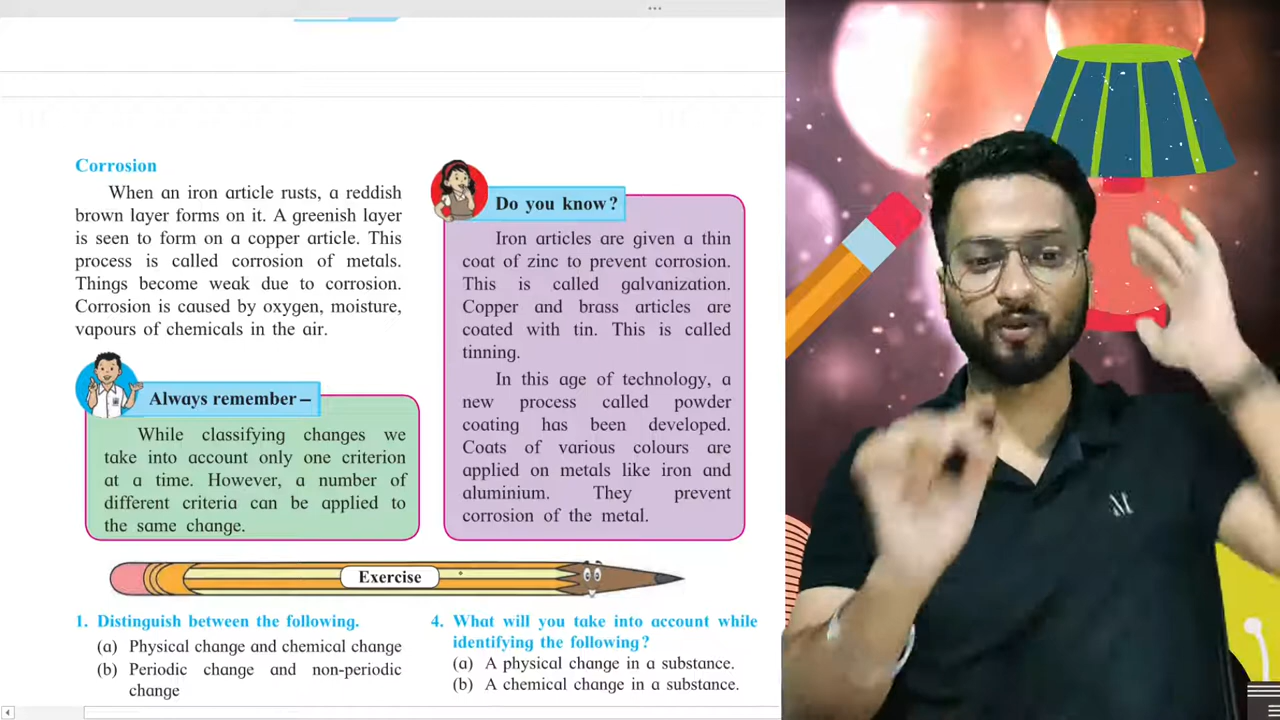 Corrosion
When an iron article rusts, a reddish
brown layer forms on it. A greenish layer
is seen to form on a copper article. This
process is called corrosion of metals.
Things become weak due to corrosion.
Corrosion is caused by oxygen, moisture,
vapours of chemicals in the air.
Always remember –
While classifying changes we
take into account only one criterion
at a time. However, a number of
different criteria can be applied to
the same change.
Do you know?
Iron articles are given a thin
coat of zinc to prevent corrosion.
This is called galvanization.
Copper and brass articles are
coated with tin. This is called
tinning.
In this age of technology, a
new process called powder
coating has been developed.
Coats of various colours are
applied on metals like iron and
aluminium. They prevent
corrosion of the metal.
Exercise
1. Distinguish between the following.
(a) Physical change and chemical change
(b) Periodic change and non-periodic
change
4. What will you take into account while
identifying the following?
(a) A physical change in a substance.
(b) A chemical change in a substance.